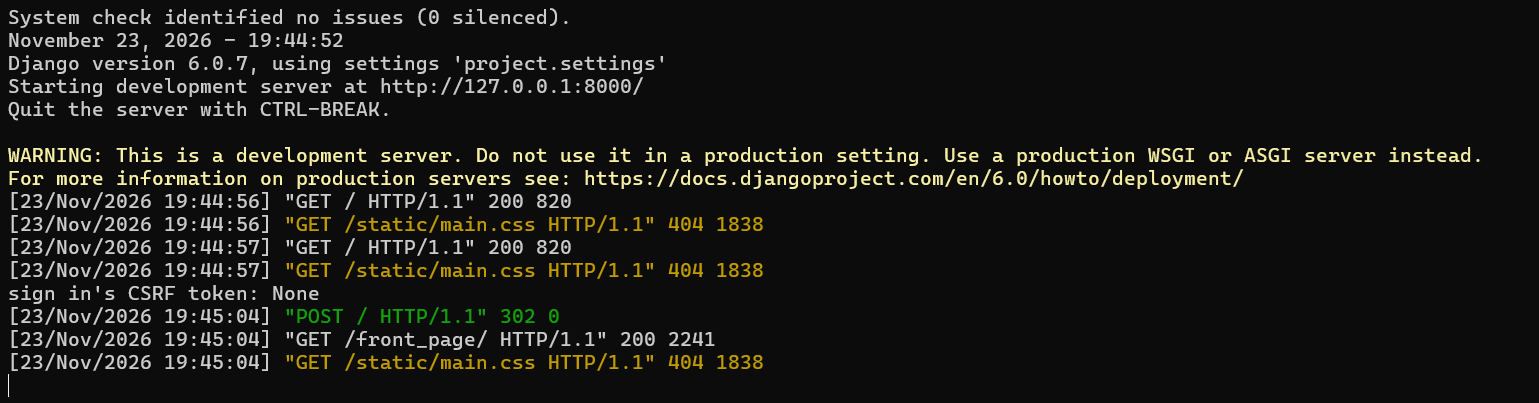 System check identified no issues (0 silenced).
November 23, 2026 - 19:44:52
Django version 6.0.7, using settings 'project.settings'
Starting development server at http://127.0.0.1:8000/
Quit the server with CTRL-BREAK.
WARNING: This is a development server. Do not use it in a production setting. Use a production WSGI or ASGI server instead.
For more information on production servers see: https://docs.djangoproject.com/en/6.0/howto/deployment/
[23/Nov/2026 19:44:56] "GET / HTTP/1.1" 200 820
[23/Nov/2026 19:44:56] "GET /static/main.css HTTP/1.1" 404 1838
[23/Nov/2026 19:44:57] "GET / HTTP/1.1" 200 820
[23/Nov/2026 19:44:57] "GET /static/main.css HTTP/1.1" 404 1838
sign in's CSRF token: None
[23/Nov/2026 19:45:04] "POST / HTTP/1.1" 302 0
[23/Nov/2026 19:45:04] "GET /front_page/ HTTP/1.1" 200 2241
[23/Nov/2026 19:45:04] "GET /static/main.css HTTP/1.1" 404 1838